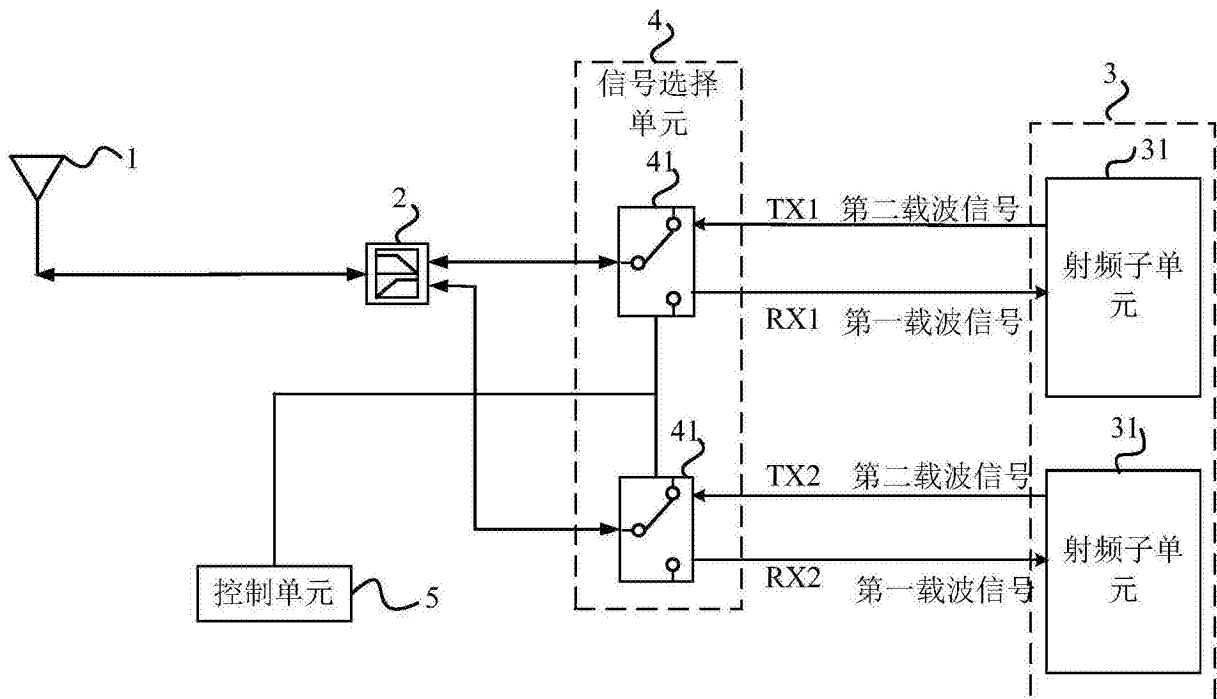 4
信号选择
单元
3
1
41
31
2
TX1 第二载波信号
射频子单
元
RX1 第一载波信号
41
31
TX2 第二载波信号
射频子单
元
控制单元
5
RX2 第一载波信号